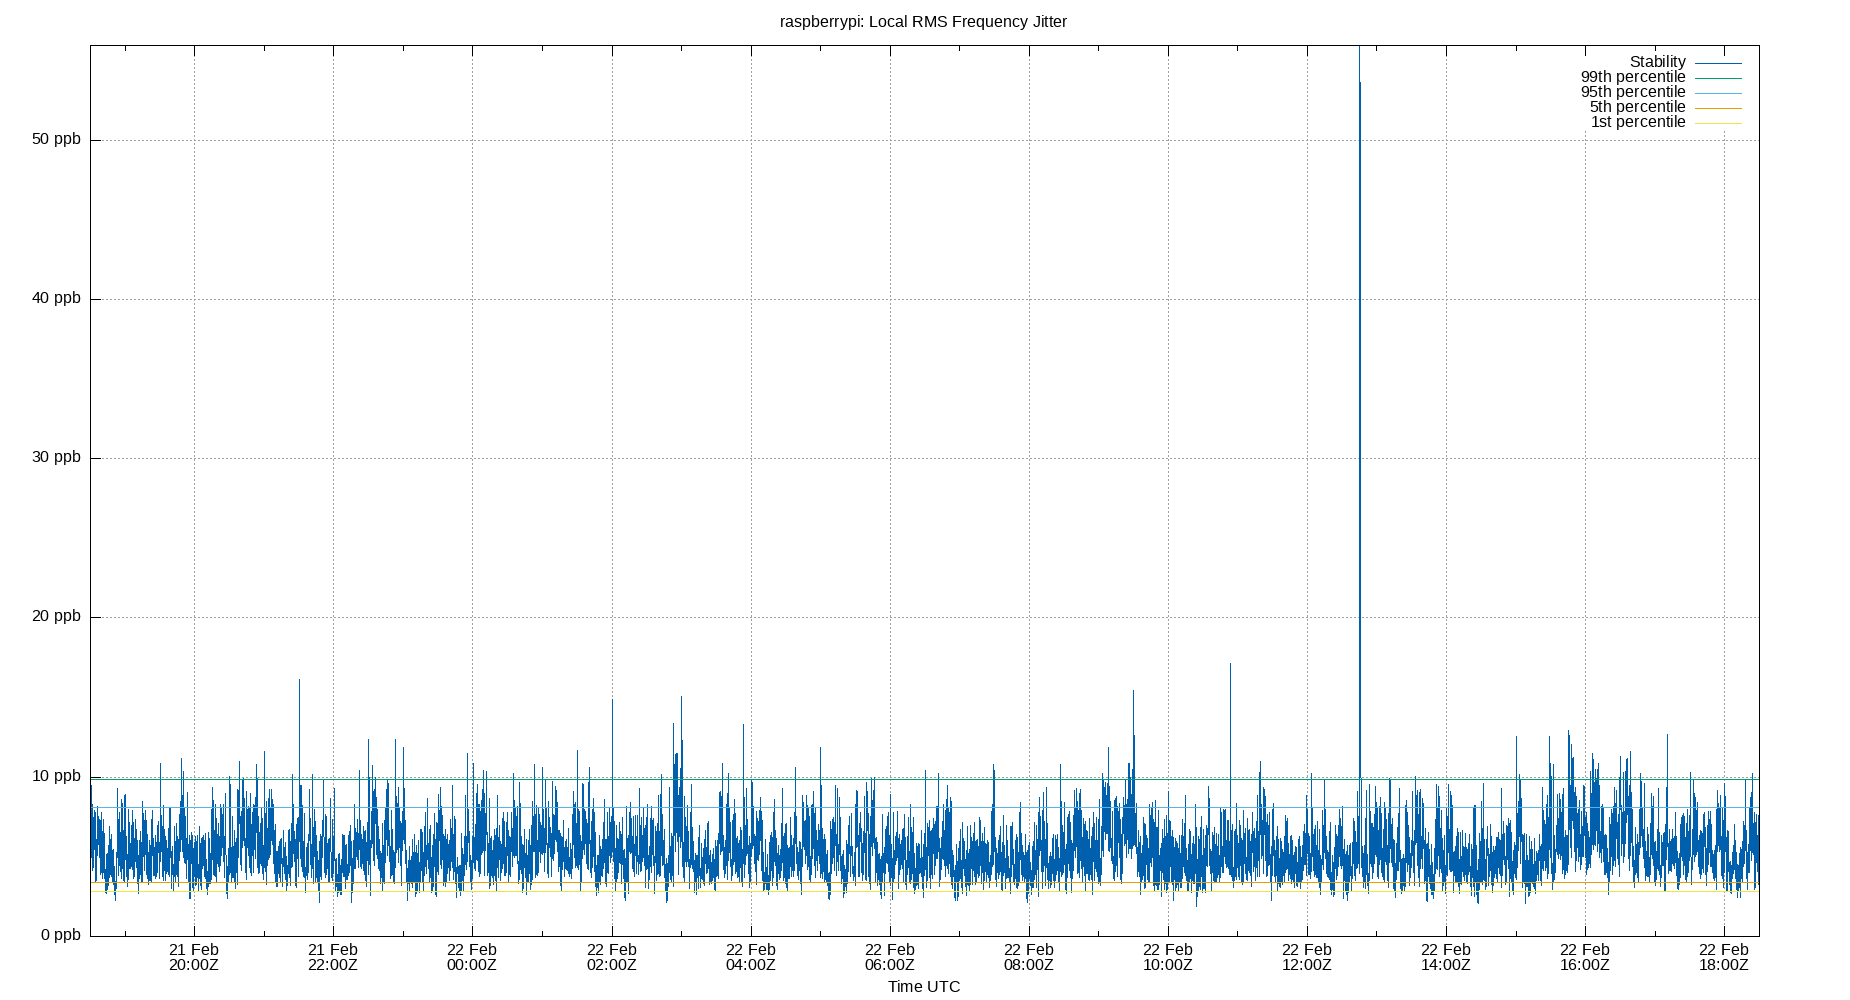 raspberrypi: Local RMS Frequency Jitter
Stability
99th percentile
95th percentile
5th percentile
1st percentile
50 ppb
40 ppb
30 ppb
20 ppb
10 ppb
0 ppb
21 Feb 21 Feb 22 Feb 22 Feb 22 Feb 22 Feb 22 Feb 22 Feb 22 Feb 22 Feb 22 Feb 22 Feb
20:00Z 22:00Z 00:00Z 02:00Z 04:00Z 06:00Z 08:00Z 10:00Z 12:00Z 14:00Z 16:00Z 18:00Z
Time UTC